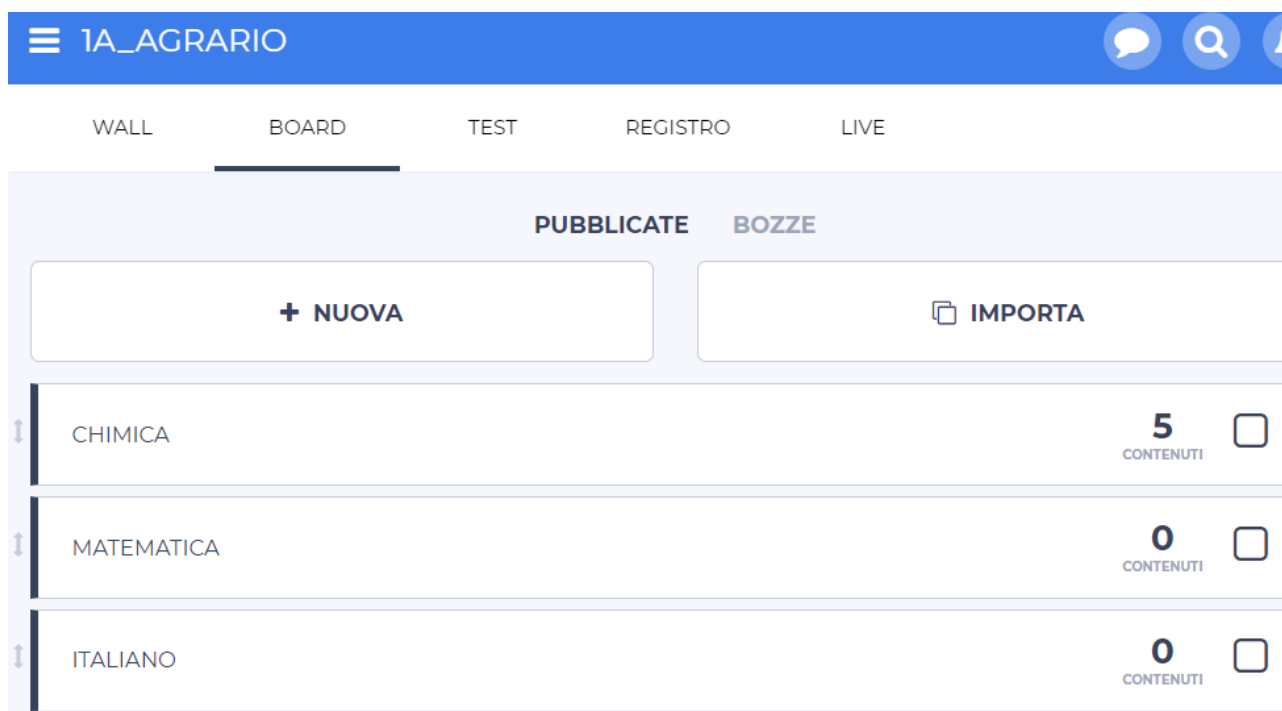 1A_AGRARIO
WALL BOARD TEST REGISTRO LIVE
PUBBLICATE BOZZE
+ NUOVA IMPORTA
CHIMICA 5
CONTENUTI
MATEMATICA 0
CONTENUTI
ITALIANO 0
CONTENUTI